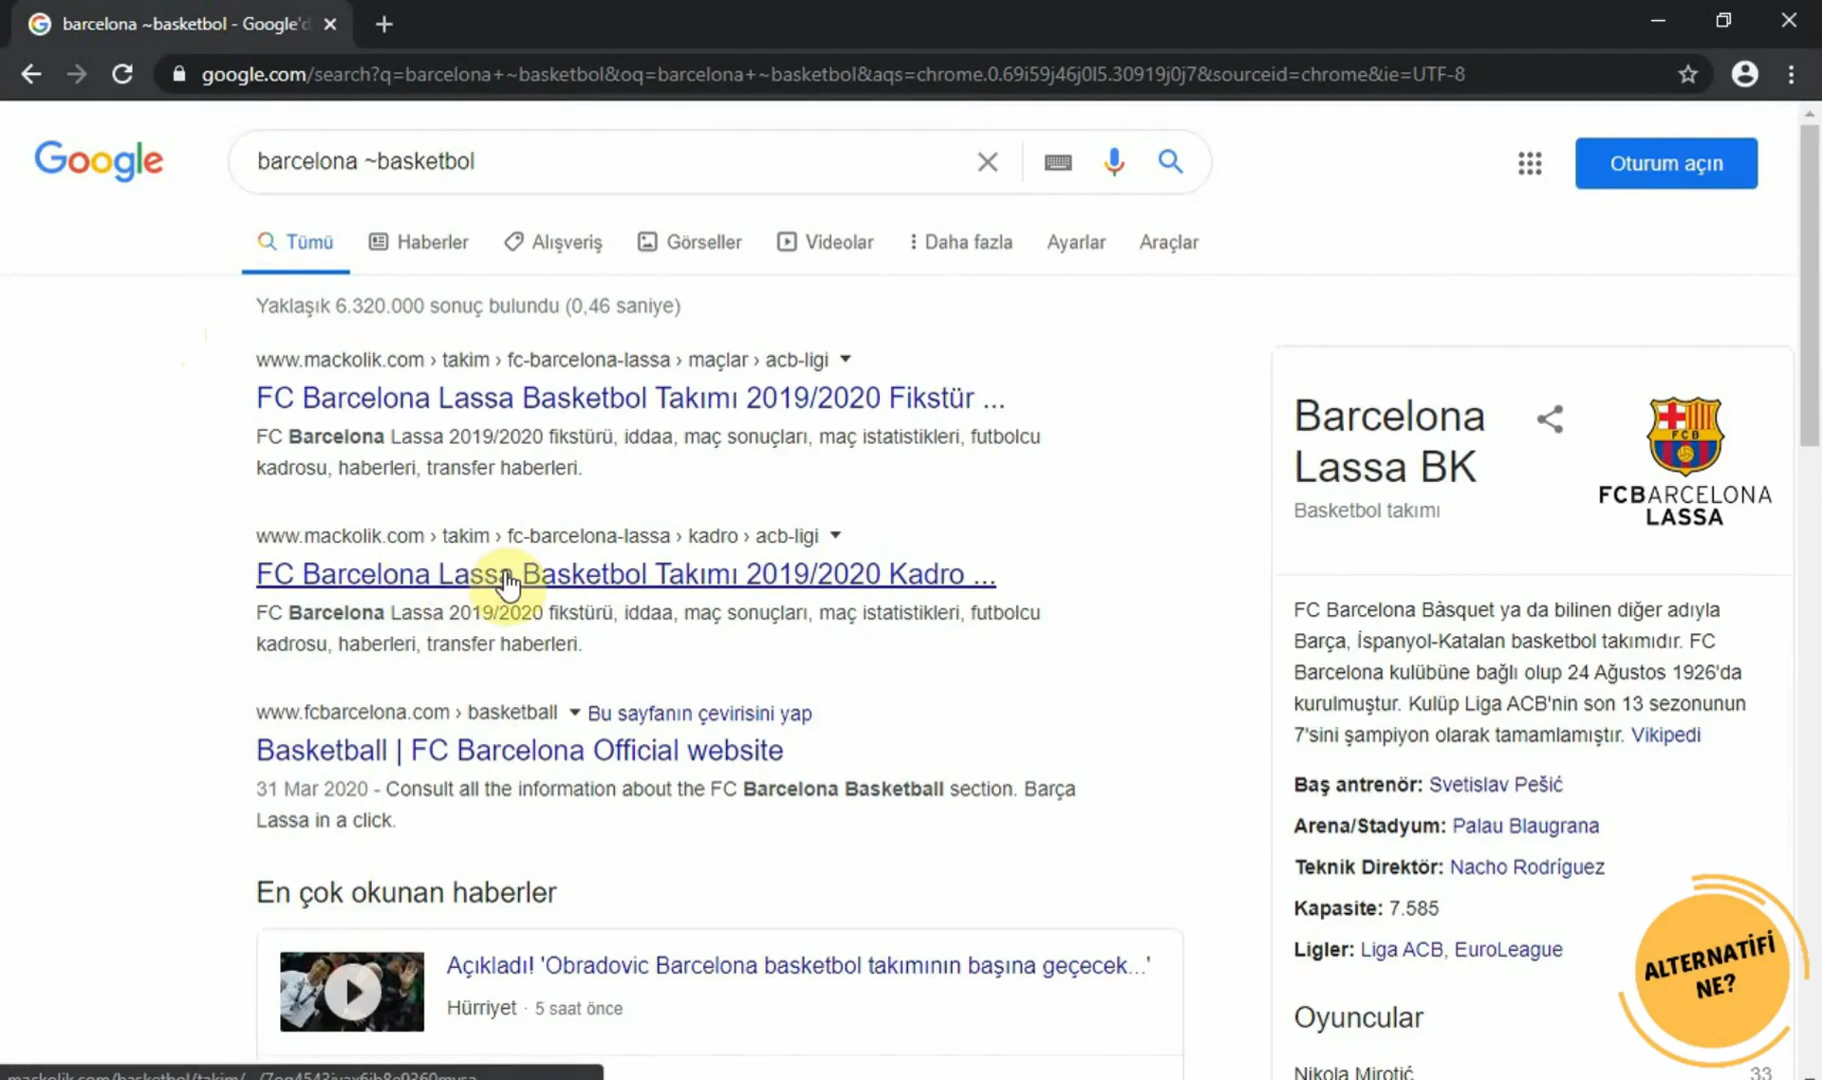 barcelona ~basketbol - Google'd
google.com/search?q=barcelona+~basketbol&oq=barcelona+~basketbol&aqs=chrome.0.69i59j46j0l5.30919j0j7&sourceid=chrome&ie=UTF-8
Google
barcelona ~basketbol
Oturum açın
Tümü
Haberler
Alışveriş
Görseller
Videolar
Daha fazla
Ayarlar
Araçlar
Yaklaşık 6.320.000 sonuç bulundu (0,46 saniye)
www.mackolik.com › takim › fc-barcelona-lassa › maçlar › acb-ligi
FC Barcelona Lassa Basketbol Takımı 2019/2020 Fikstür ...
FC Barcelona Lassa 2019/2020 fikstürü, iddaa, maç sonuçları, maç istatistikleri, futbolcu
kadrosu, haberleri, transfer haberleri.
www.mackolik.com › takim › fc-barcelona-lassa › kadro › acb-ligi
FC Barcelona Lassa Basketbol Takımı 2019/2020 Kadro ...
FC Barcelona Lassa 2019/2020 fikstürü, iddaa, maç sonuçları, maç istatistikleri, futbolcu
kadrosu, haberleri, transfer haberleri.
www.fcbarcelona.com › basketball
Bu sayfanın çevirisini yap
Basketball | FC Barcelona Official website
31 Mar 2020 - Consult all the information about the FC Barcelona Basketball section. Barça
Lassa in a click.
En çok okunan haberler
Açıkladı! 'Obradovic Barcelona basketbol takımının başına geçecek...'
Hürriyet · 5 saat önce
Barcelona
Lassa BK
Basketbol takımı
FCB
FCBARCELONA
LASSA
FC Barcelona Bàsquet ya da bilinen diğer adıyla
Barça, İspanyol-Katalan basketbol takımıdır. FC
Barcelona kulübüne bağlı olup 24 Ağustos 1926'da
kurulmuştur. Kulüp Liga ACB'nin son 13 sezonunun
7'sini şampiyon olarak tamamlamıştır. Vikipedi
Baş antrenör: Svetislav Pešić
Arena/Stadyum: Palau Blaugrana
Teknik Direktör: Nacho Rodríguez
Kapasite: 7.585
Ligler: Liga ACB, EuroLeague
Oyuncular
Nikola Mirotić 33
ALTERNATİFİ
NE?